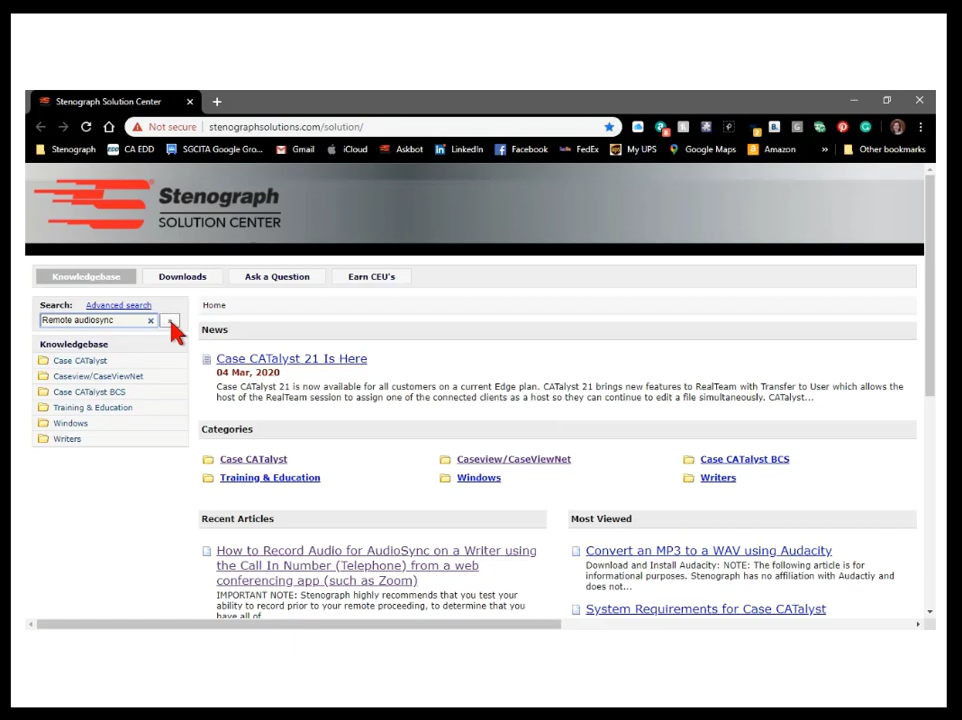 Stenograph Solution Center
Not secure stenographsolutions.com/solution/
Stenograph CA EDD SGCITA Google Gro... Gmail iCloud Askbot LinkedIn Facebook FedEx My UPS Google Maps Amazon » Other bookmarks
Stenograph
SOLUTION CENTER
Knowledgebase Downloads Ask a Question Earn CEU's
Search: Advanced search
Remote audiosync
Home
Knowledgebase
Case CATalyst
Caseview/CaseViewNet
Case CATalyst BCS
Training & Education
Windows
Writers
News
Case CATalyst 21 Is Here
04 Mar, 2020
Case CATalyst 21 is now available for all customers on a current Edge plan. CATalyst 21 brings new features to RealTeam with Transfer to User which allows the
host of the RealTeam session to assign one of the connected clients as a host so they can continue to edit a file simultaneously. CATalyst...
Categories
Case CATalyst Caseview/CaseViewNet Case CATalyst BCS
Training & Education Windows Writers
Recent Articles
How to Record Audio for AudioSync on a Writer using
the Call In Number (Telephone) from a web
conferencing app (such as Zoom)
IMPORTANT NOTE: Stenograph highly recommends that you test your
ability to record prior to your remote proceeding, to determine that you
have all of
Most Viewed
Convert an MP3 to a WAV using Audacity
Download and Install Audacity: NOTE: The following article is for
informational purposes. Stenograph has no affiliation with Audactiy and
does not...
System Requirements for Case CATalyst